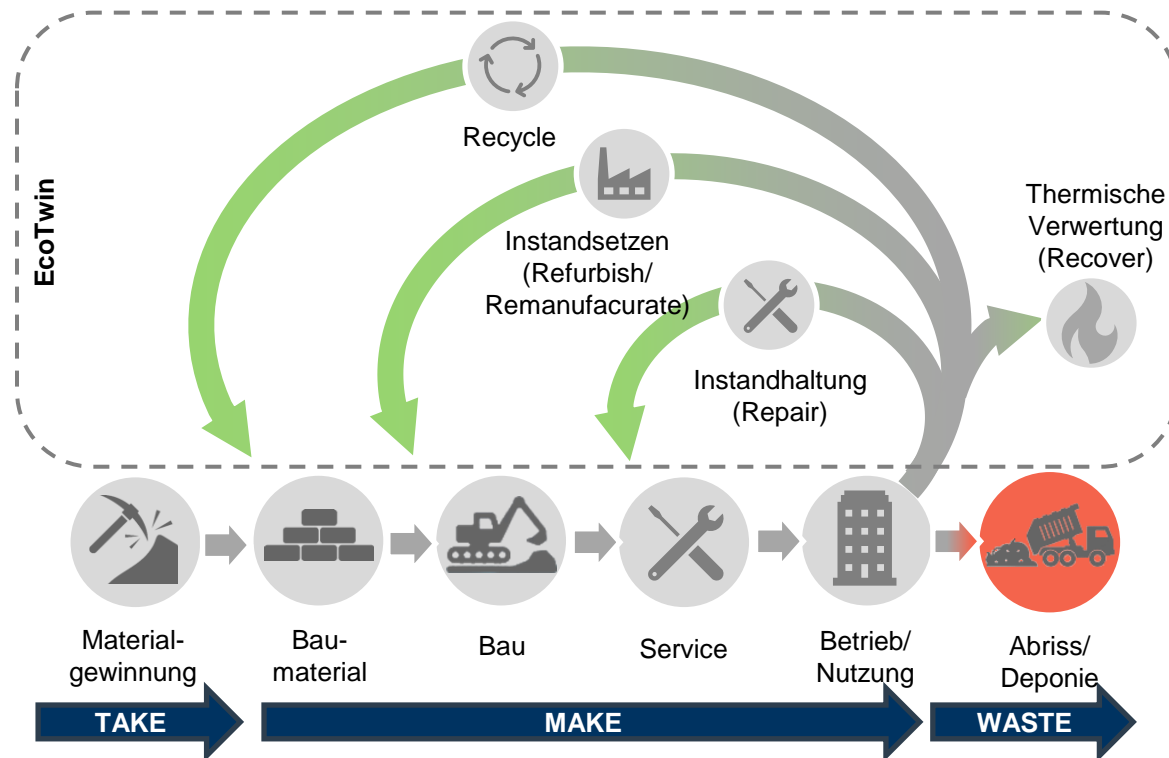 EcoTwin
Recycle
Instandsetzen
(Refurbish/
Remanufacurate)
Instandhaltung
(Repair)
Thermische
Verwertung
(Recover)
Material-
gewinnung
Bau-
material
Bau
Service
Betrieb/
Nutzung
Abriss/
Deponie
TAKE
MAKE
WASTE